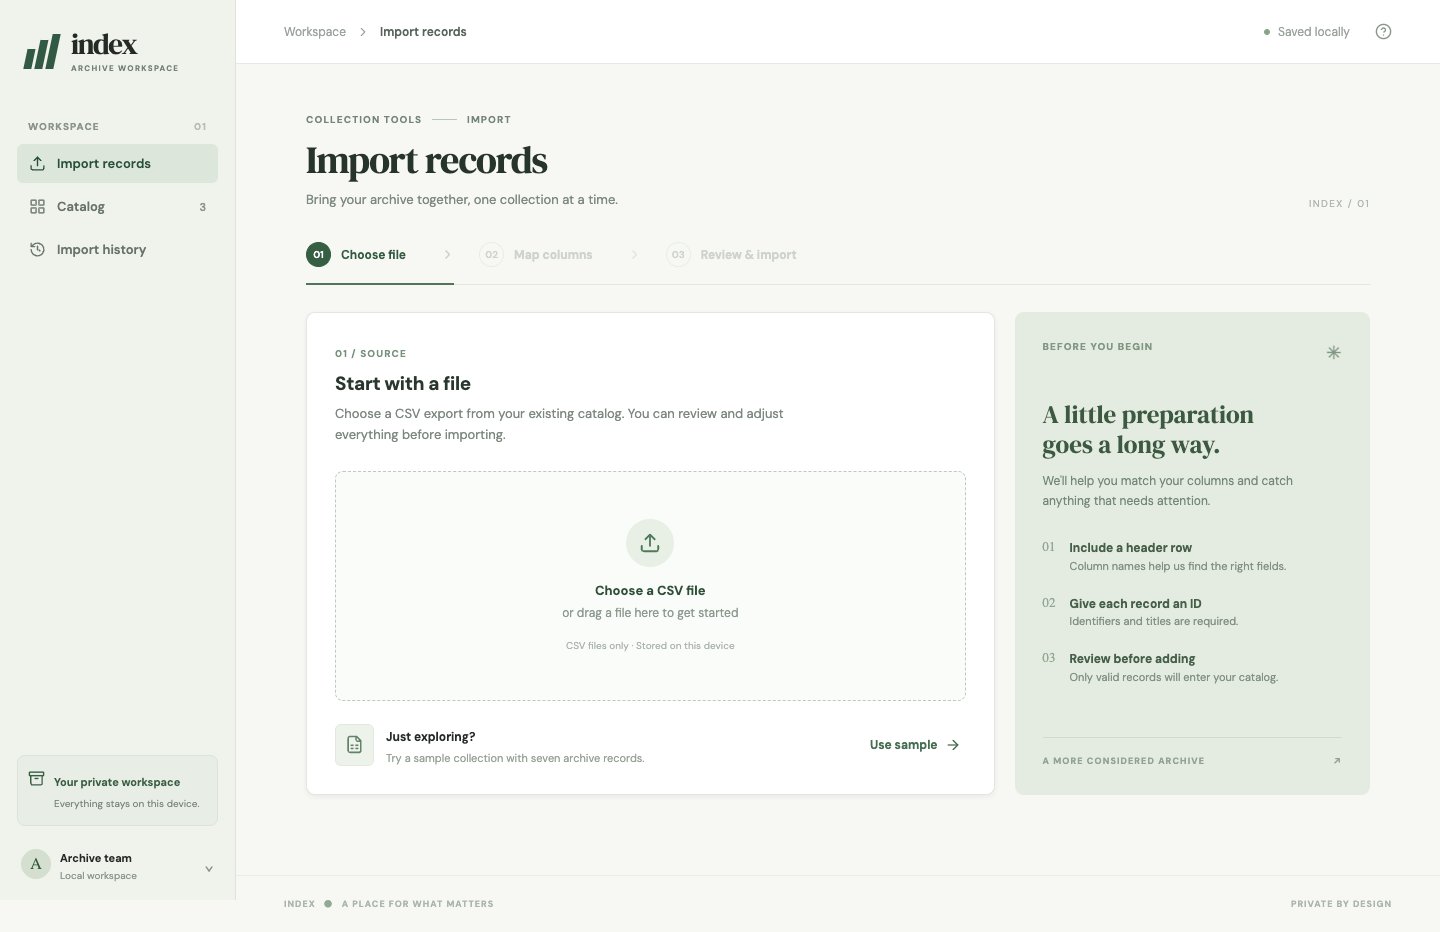 index
ARCHIVE WORKSPACE
WORKSPACE 01
Import records
Catalog 3
Import history
Your private workspace
Everything stays on this device.
A
Archive team
Local workspace
Workspace Import records
Saved locally
COLLECTION TOOLS IMPORT
Import records
Bring your archive together, one collection at a time.
INDEX / 01
01 Choose file
02 Map columns
03 Review & import
01 / SOURCE
Start with a file
Choose a CSV export from your existing catalog. You can review and adjust
everything before importing.
Choose a CSV file
or drag a file here to get started
CSV files only · Stored on this device
Just exploring?
Try a sample collection with seven archive records.
Use sample
BEFORE YOU BEGIN
A little preparation
goes a long way.
We'll help you match your columns and catch
anything that needs attention.
01 Include a header row
Column names help us find the right fields.
02 Give each record an ID
Identifiers and titles are required.
03 Review before adding
Only valid records will enter your catalog.
A MORE CONSIDERED ARCHIVE
INDEX A PLACE FOR WHAT MATTERS
PRIVATE BY DESIGN